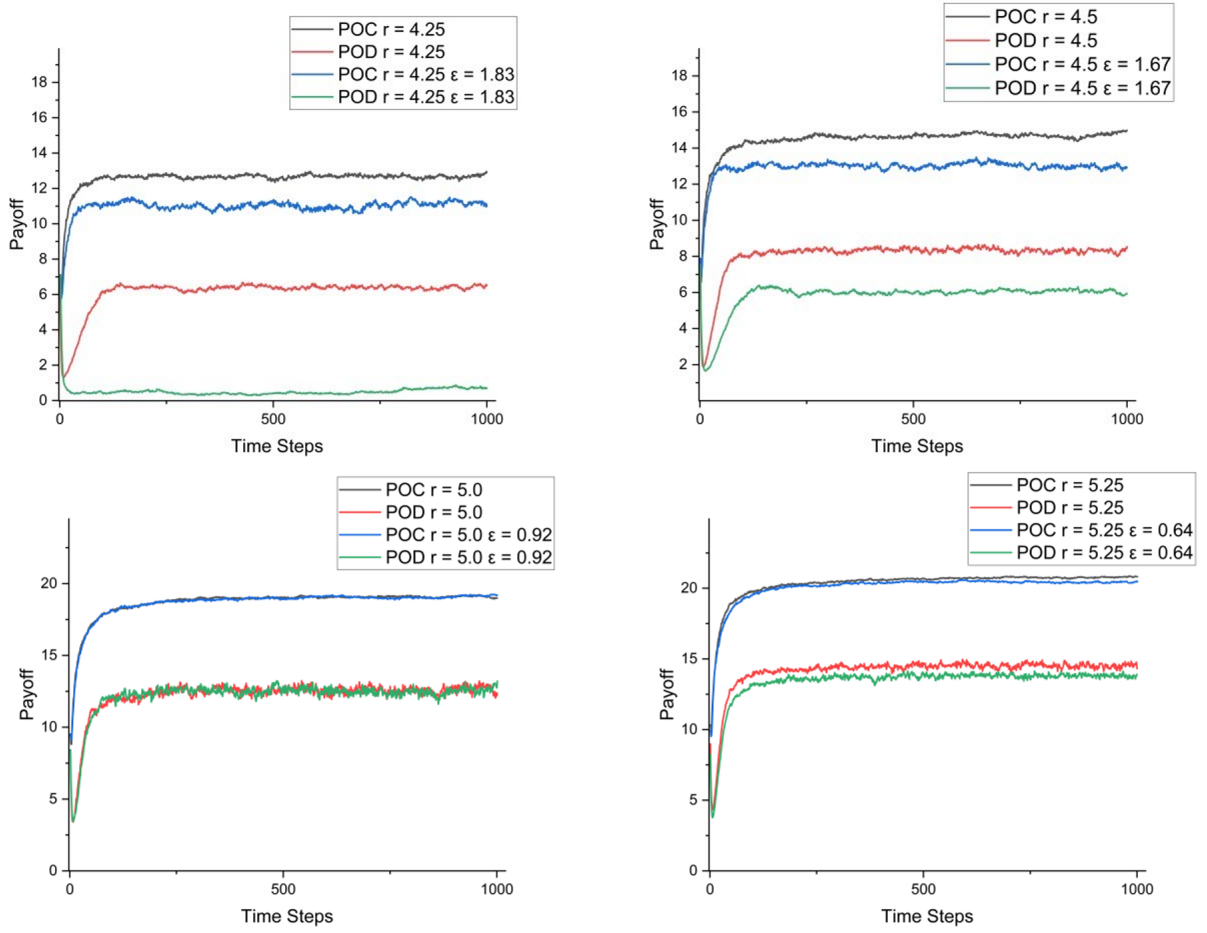 POC r = 4.25
POD r = 4.25
POC r = 4.25 ε = 1.83
POD r = 4.25 ε = 1.83
18
16
14
12
10
8
6
4
2
0
Payoff
0
500
1000
Time Steps
POC r = 4.5
POD r = 4.5
POC r = 4.5 ε = 1.67
POD r = 4.5 ε = 1.67
18
16
14
12
10
8
6
4
2
Payoff
0
500
1000
Time Steps
POC r = 5.0
POD r = 5.0
POC r = 5.0 ε = 0.92
POD r = 5.0 ε = 0.92
20
15
10
5
0
Payoff
0
500
1000
Time Steps
POC r = 5.25
POD r = 5.25
POC r = 5.25 ε = 0.64
POD r = 5.25 ε = 0.64
20
15
10
5
0
Payoff
0
500
1000
Time Steps